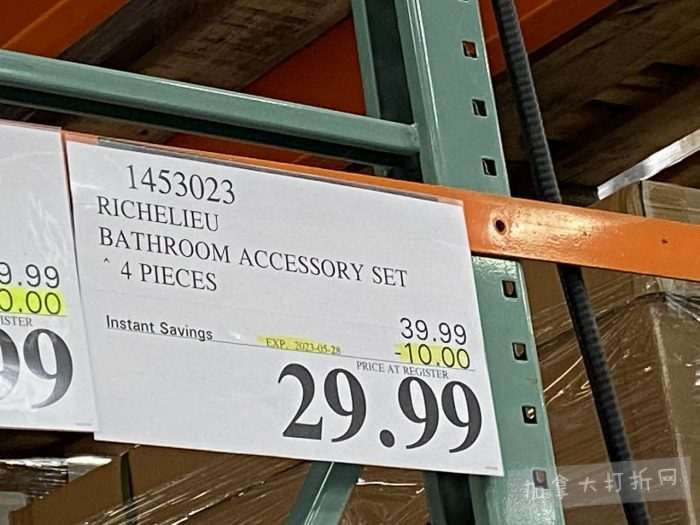 1453023
RICHELIEU
BATHROOM ACCESSORY SET
^ 4 PIECES
39.99
Instant Savings EXP. 2023-05-28 -10.00
PRICE AT REGISTER
29.99
9.99
0.00
ISTER
99
加拿大打折网